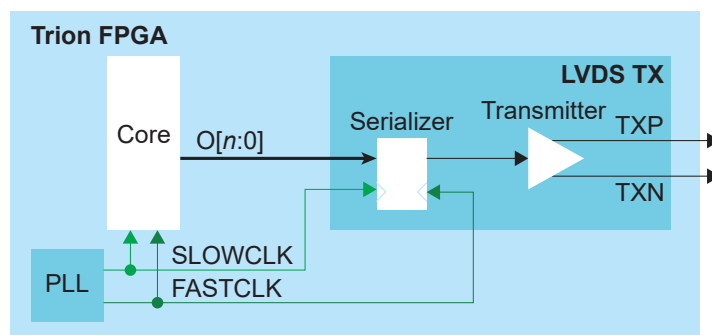 Trion FPGA
LVDS TX
Core
O[n:0]
Serializer
Transmitter
TXP
TXN
PLL
SLOWCLK
FASTCLK